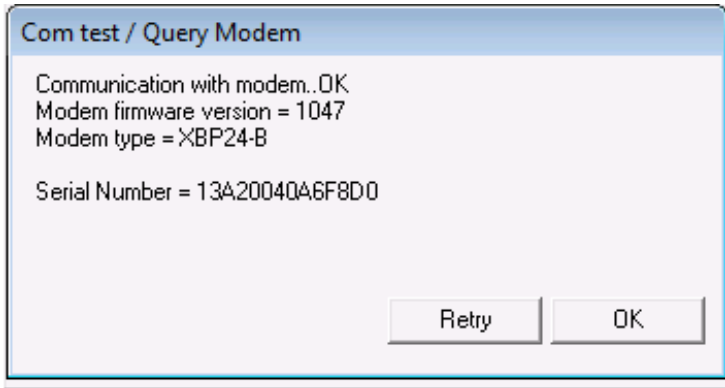 Com test / Query Modem
Communication with modem..OK
Modem firmware version = 1047
Modem type = XBP24-B
Serial Number = 13A20040A6F8D0
Retry
OK